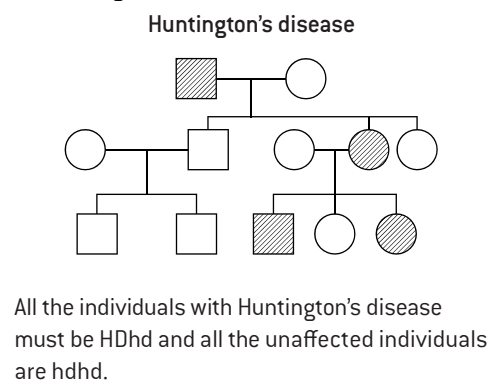 Huntington's disease
All the individuals with Huntington's disease
must be HDhd and all the unaffected individuals
are hdhd.